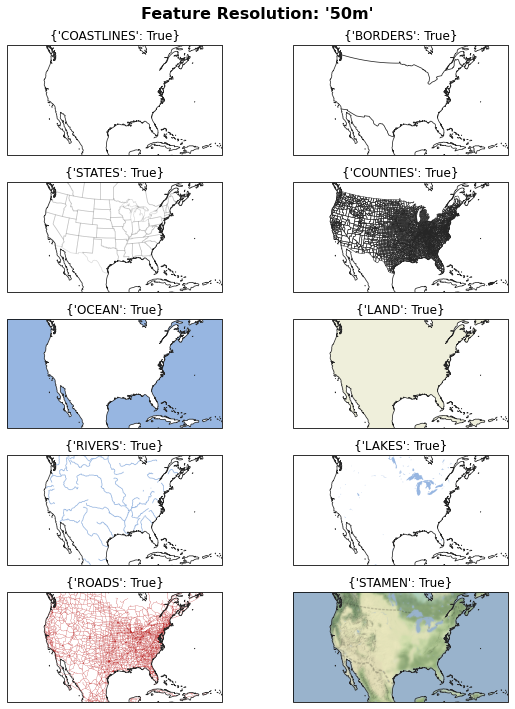 Feature Resolution: '50m'
{'COASTLINES': True}
{'BORDERS': True}
{'STATES': True}
{'COUNTIES': True}
{'OCEAN': True}
{'LAND': True}
{'RIVERS': True}
{'LAKES': True}
{'ROADS': True}
{'STAMEN': True}